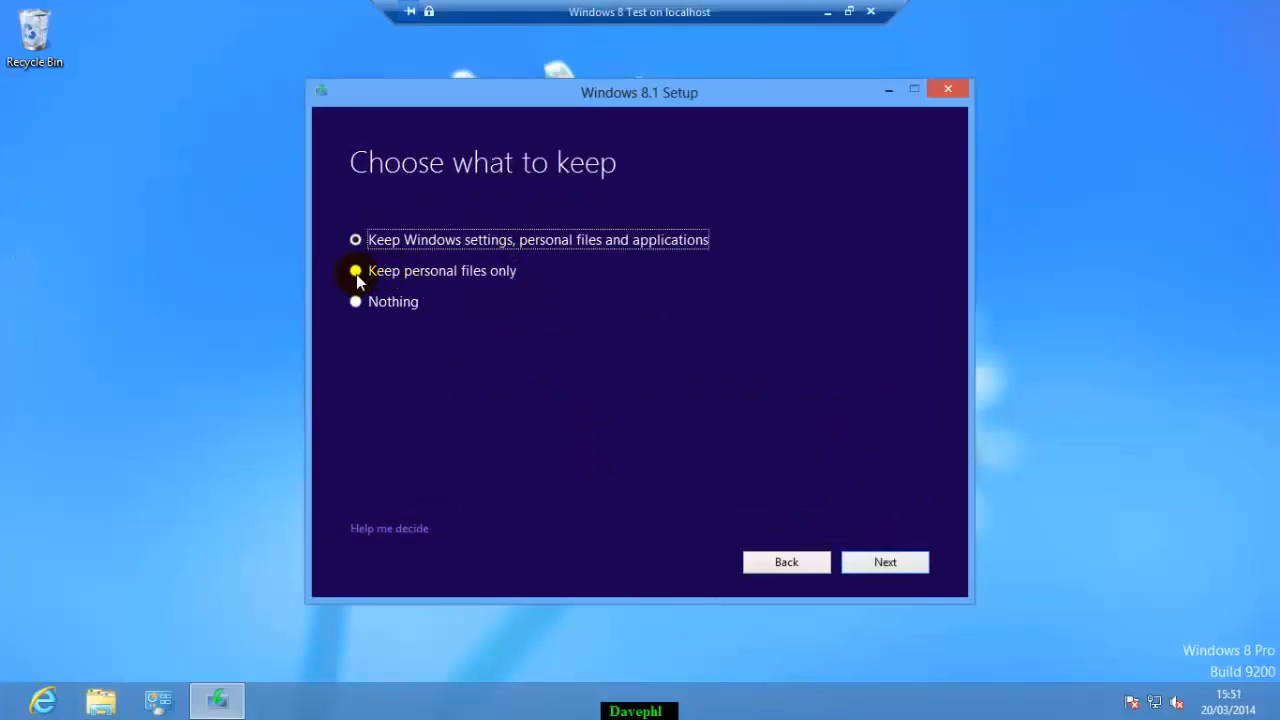 Windows 8 Test on localhost
Recycle Bin
Windows 8.1 Setup
Choose what to keep
Keep Windows settings, personal files and applications
Keep personal files only
Nothing
Help me decide
Back
Next
Windows 8 Pro
Build 9200
15:51
20/03/2014
Davephl